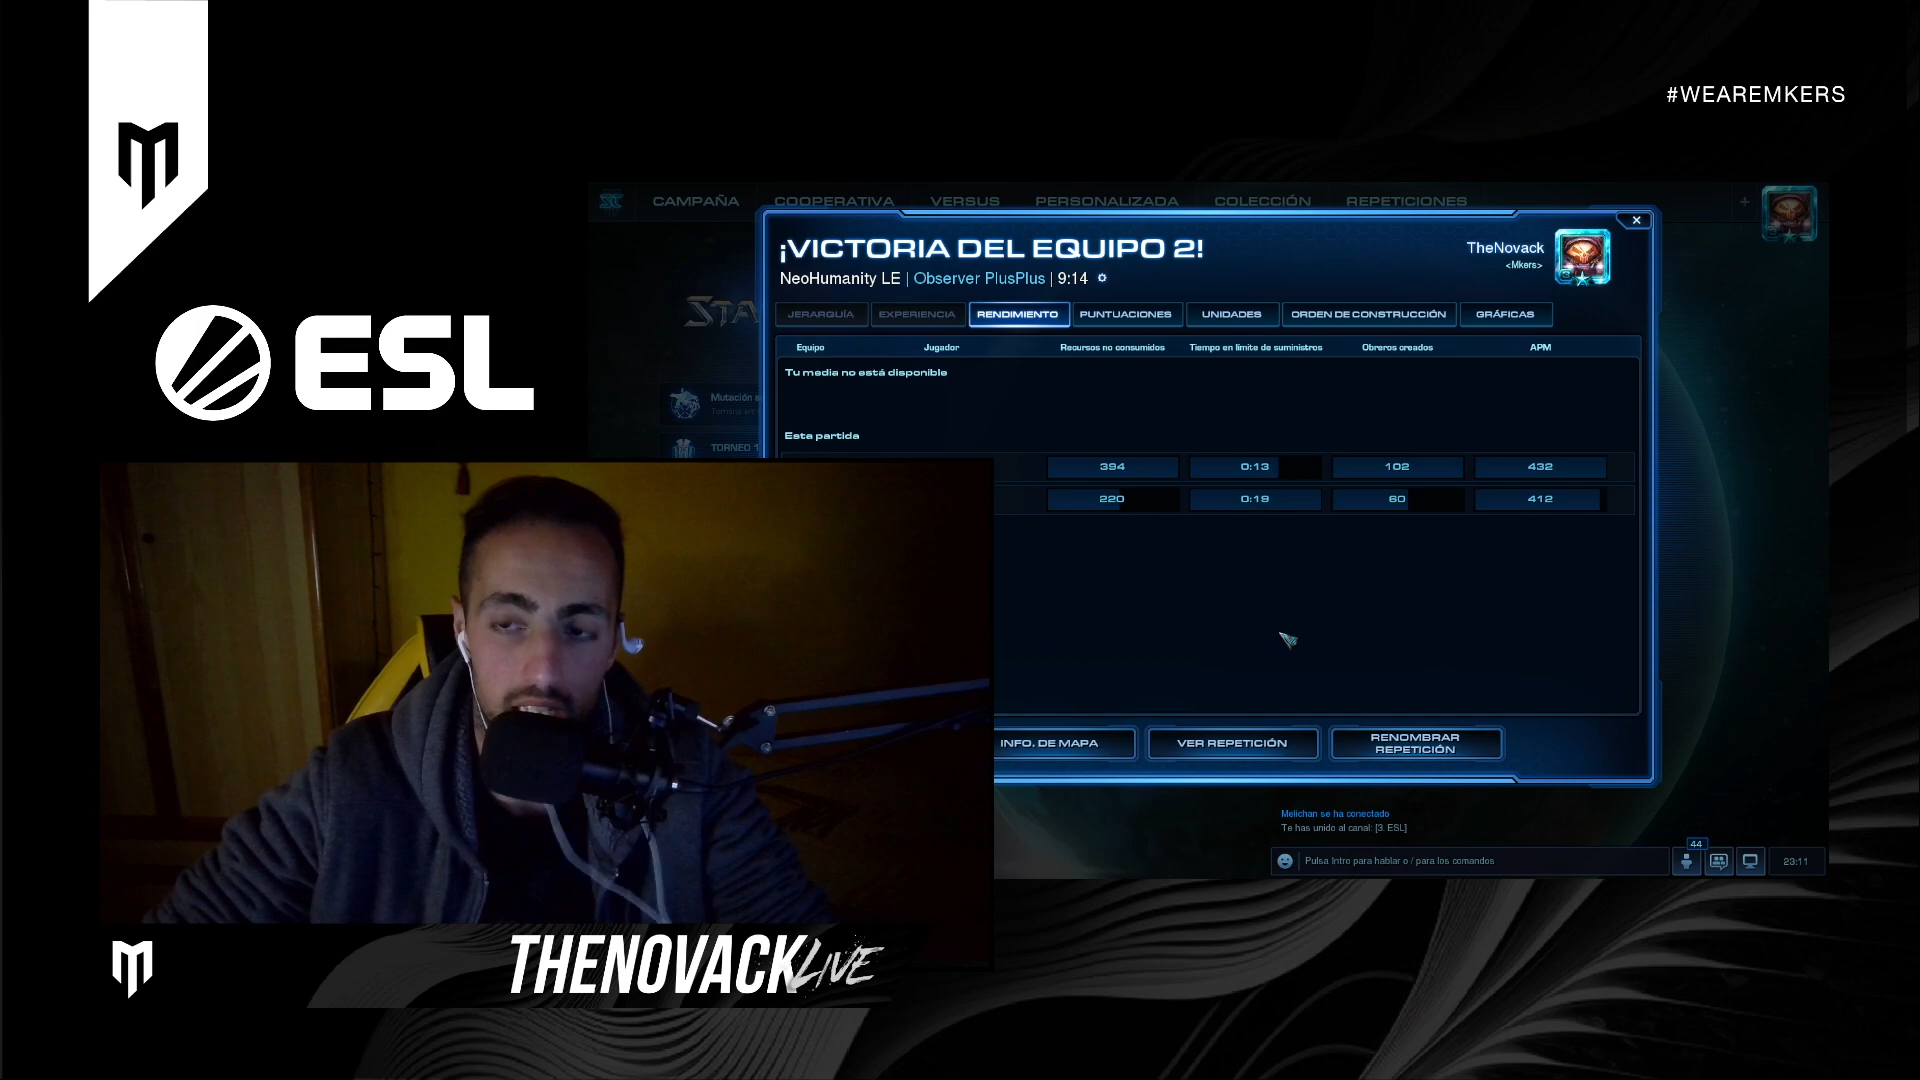 #WEAREMKERS
ESL
CAMPAÑA COOPERATIVA VERSUS PERSONALIZADA COLECCIÓN REPETICIONES
¡VICTORIA DEL EQUIPO 2!
TheNovack
<Mkers>
NeoHumanity LE | Observer PlusPlus | 9:14
JERARQUÍA EXPERIENCIA RENDIMIENTO PUNTUACIONES UNIDADES ORDEN DE CONSTRUCCIÓN GRÁFICAS
Equipo Jugador Recursos no consumidos Tiempo en límite de suministros Obreros creados APM
Tu media no está disponible
Mutación
TORNEO
Esta partida
394 0:13 102 432
220 0:19 60 412
INFO. DE MAPA VER REPETICIÓN RENOMBRAR REPETICIÓN
Melichan se ha conectado
Te has unido al canal: [3. ESL]
44
Pulsa Intro para hablar o / para los comandos
23:11
THENOVACK LIVE